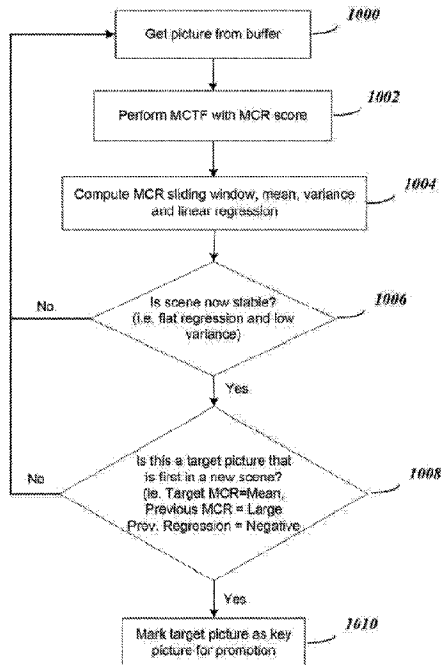 1000
Get picture from buffer
1002
Perform MCTF with MCR score
1004
Compute MCR sliding window, mean, variance
and linear regression
1006
Is scene now stable?
(i.e. flat regression and low
variance)
No
Yes
1008
Is this a target picture that
is first in a new scene?
(ie. Target MCR=Mean,
Previous MCR = Large
Prev. Regression = Negative
No
Yes
1010
Mark target picture as key
picture for promotion